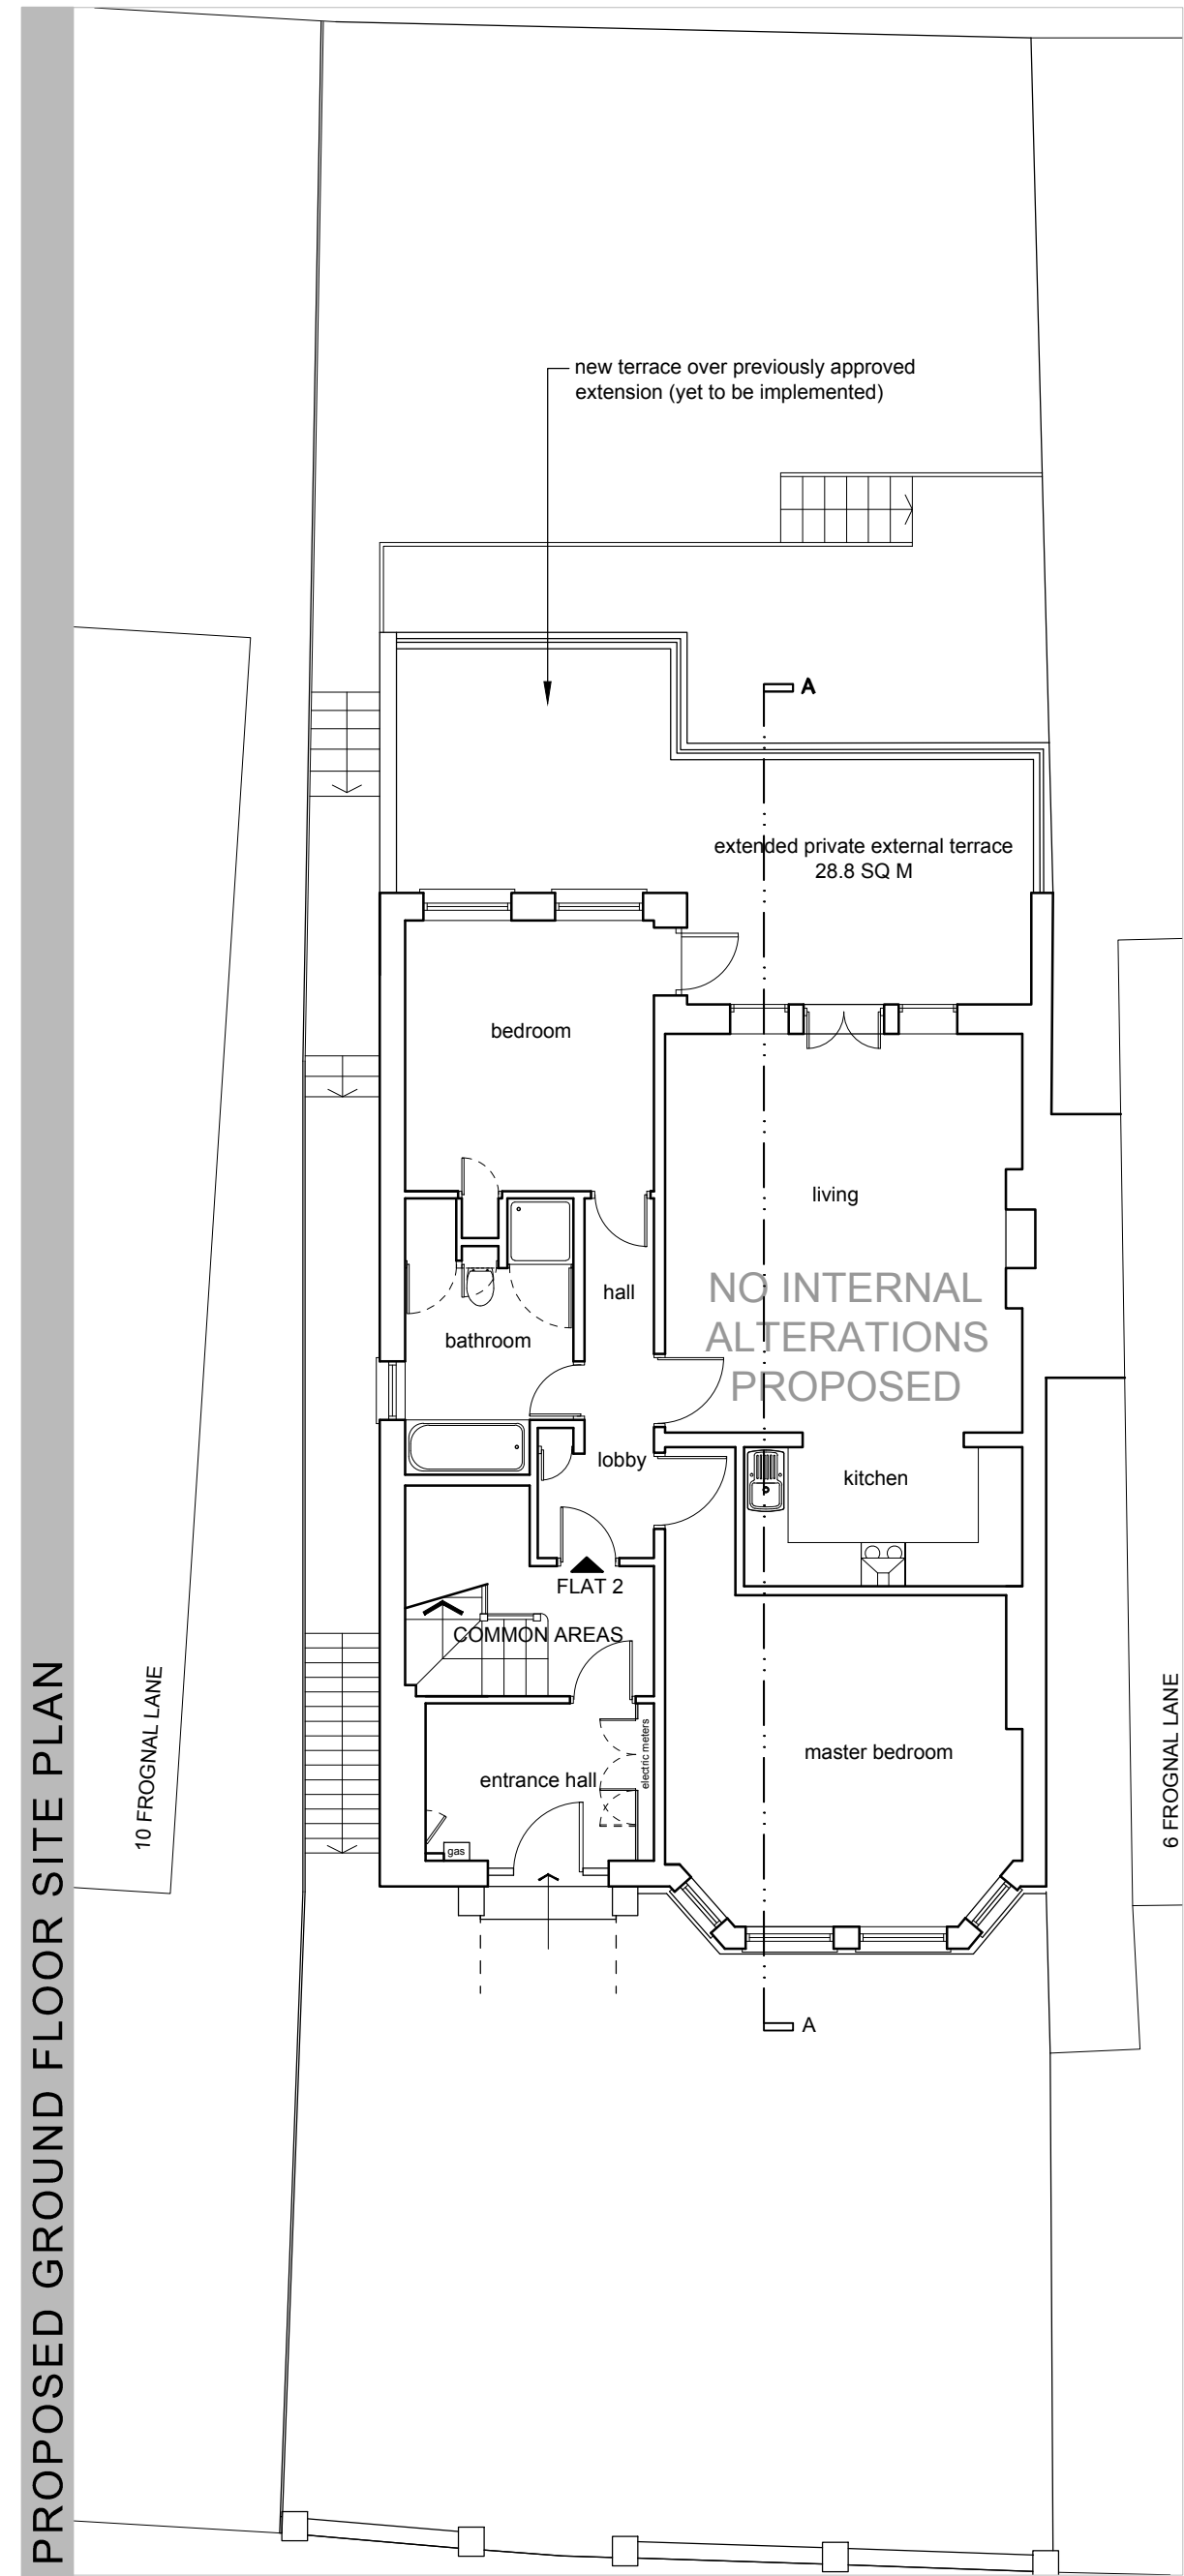 PROPOSED GROUND FLOOR SITE PLAN
new terrace over previously approved
extension (yet to be implemented)
A
extended private external terrace
28.8 SQ M
bedroom
living
hall
NO INTERNAL
ALTERATIONS
PROPOSED
bathroom
lobby
kitchen
FLAT 2
COMMON AREAS
10 FROGNAL LANE
6 FROGNAL LANE
electric meters
master bedroom
entrance hall
gas
A